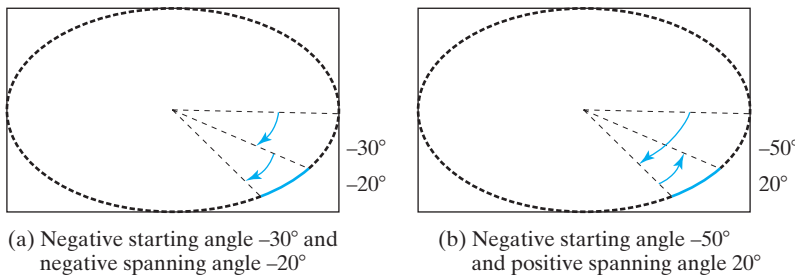 –30°
–20°
(a) Negative starting angle –30° and
negative spanning angle –20°
–50°
20°
(b) Negative starting angle –50°
and positive spanning angle 20°